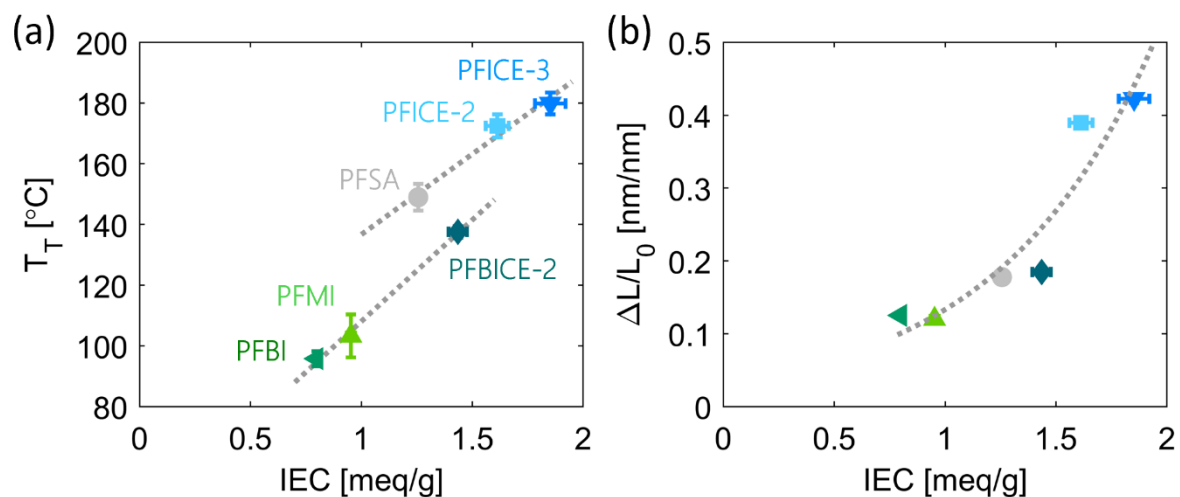 (a)
200
180
160
140
120
100
80
T_T [°C]
PFICE-3
PFICE-2
PFSA
PFBICE-2
PFMI
PFBI
0
0.5
1
1.5
2
IEC [meq/g]
(b)
0.5
0.4
0.3
0.2
0.1
0
ΔL/L_0 [nm/nm]
0
0.5
1
1.5
2
IEC [meq/g]